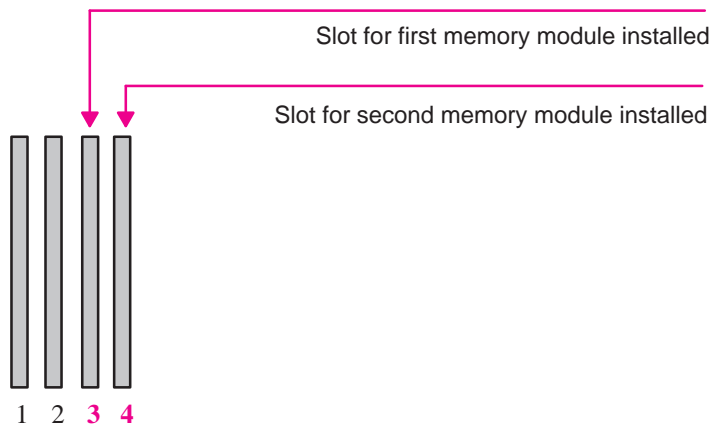 Slot for first memory module installed
Slot for second memory module installed
1 2 3 4